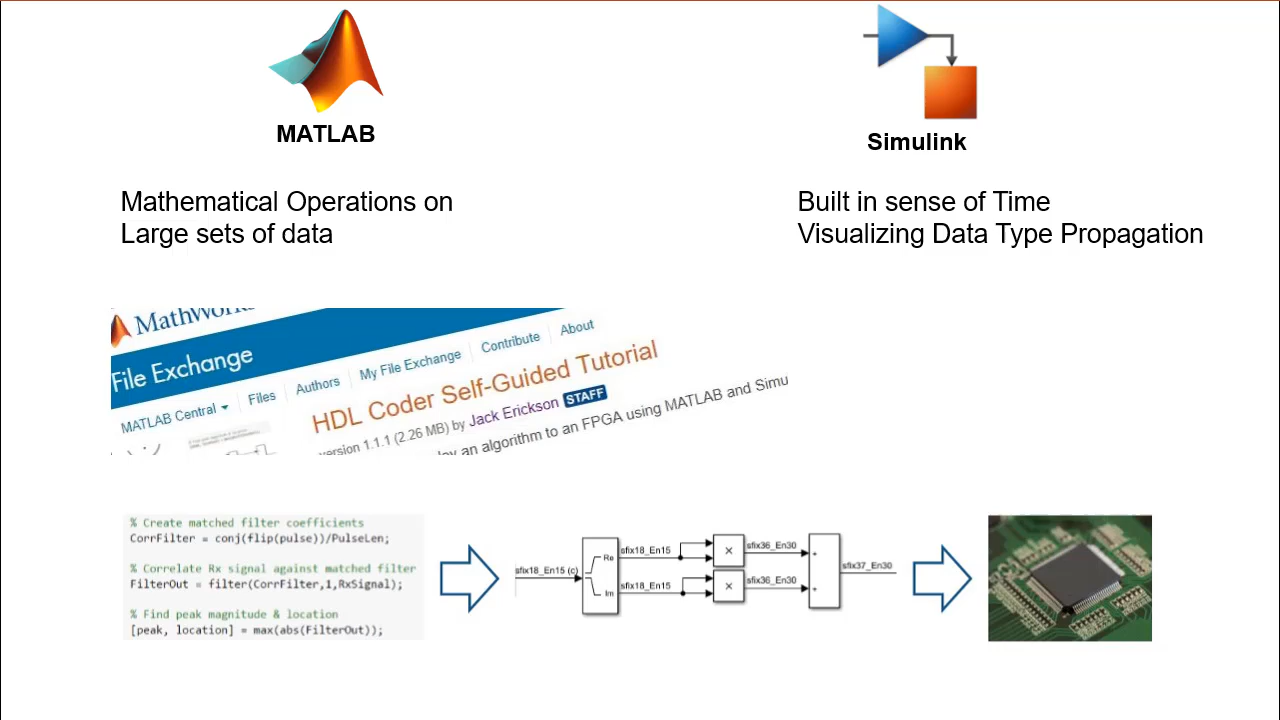 MATLAB
Simulink
Mathematical Operations on
Large sets of data
Built in sense of Time
Visualizing Data Type Propagation
MathWorks
File Exchange
MATLAB Central
Files
Authors
My File Exchange
Contribute
About
HDL Coder Self-Guided Tutorial
version 1.1.1 (2.26 MB) by Jack Erickson STAFF
an algorithm to an FPGA using MATLAB and Simu
% Create matched filter coefficients
CorrFilter = conj(flip(pulse))/PulseLen;
% Correlate Rx signal against matched filter
FilterOut = filter(CorrFilter,1,RxSignal);
% Find peak magnitude & location
[peak, location] = max(abs(FilterOut));
sfix18_En15 (c)
Re
Im
sfix18_En15
sfix18_En15
×
×
sfix36_En30
sfix36_En30
+
+
sfix37_En30